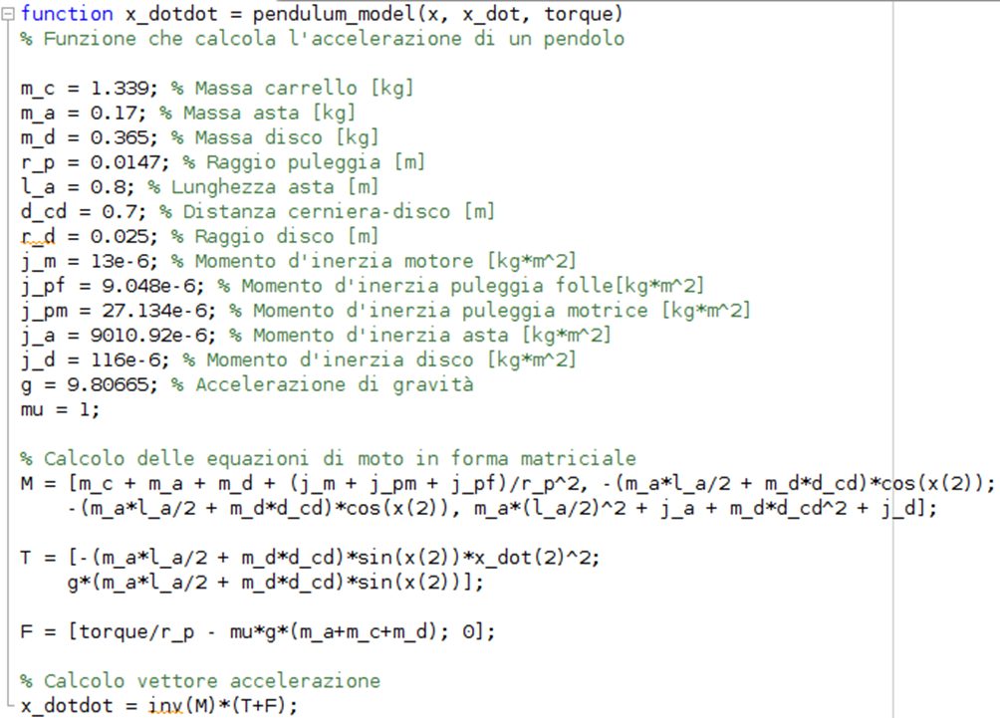 function x_dotdot = pendulum_model(x, x_dot, torque)
% Funzione che calcola l'accelerazione di un pendolo
m_c = 1.339; % Massa carrello [kg]
m_a = 0.17; % Massa asta [kg]
m_d = 0.365; % Massa disco [kg]
r_p = 0.0147; % Raggio puleggia [m]
l_a = 0.8; % Lunghezza asta [m]
d_cd = 0.7; % Distanza cerniera-disco [m]
r_d = 0.025; % Raggio disco [m]
j_m = 13e-6; % Momento d'inerzia motore [kg*m^2]
j_pf = 9.048e-6; % Momento d'inerzia puleggia folle[kg*m^2]
j_pm = 27.134e-6; % Momento d'inerzia puleggia motrice [kg*m^2]
j_a = 9010.92e-6; % Momento d'inerzia asta [kg*m^2]
j_d = 116e-6; % Momento d'inerzia disco [kg*m^2]
g = 9.80665; % Accelerazione di gravità
mu = 1;
% Calcolo delle equazioni di moto in forma matriciale
M = [m_c + m_a + m_d + (j_m + j_pm + j_pf)/r_p^2, -(m_a*l_a/2 + m_d*d_cd)*cos(x(2));
-(m_a*l_a/2 + m_d*d_cd)*cos(x(2)), m_a*(l_a/2)^2 + j_a + m_d*d_cd^2 + j_d];
T = [-(m_a*l_a/2 + m_d*d_cd)*sin(x(2))*x_dot(2)^2;
g*(m_a*l_a/2 + m_d*d_cd)*sin(x(2))];
F = [torque/r_p - mu*g*(m_a+m_c+m_d); 0];
% Calcolo vettore accelerazione
x_dotdot = inv(M)*(T+F);